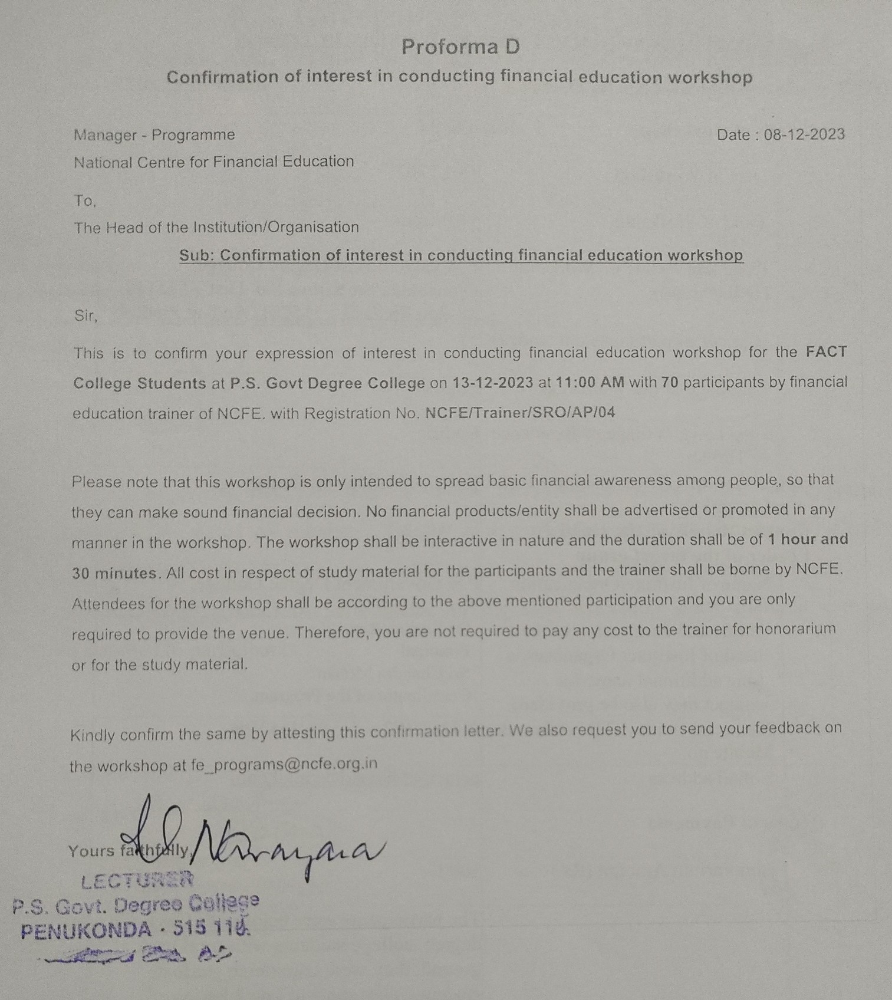 Proforma D
Confirmation of interest in conducting financial education workshop
Manager - Programme
Date : 08-12-2023
National Centre for Financial Education
To,
The Head of the Institution/Organisation
Sub: Confirmation of interest in conducting financial education workshop
Sir,
This is to confirm your expression of interest in conducting financial education workshop for the FACT
College Students at P.S. Govt Degree College on 13-12-2023 at 11:00 AM with 70 participants by financial
education trainer of NCFE. with Registration No. NCFE/Trainer/SRO/AP/04
Please note that this workshop is only intended to spread basic financial awareness among people,, so that
they can make sound financial decision. No financial products/entity shall be advertised or promoted in any
manner in the workshop. The workshop shall be interactive in nature and the duration shall be of 1 hour and
30 minutes. All cost in respect of study material for the participants and the trainer shall be borne by NCFE.
Attendees for the workshop shall be according to the above mentioned participation and you are only
required to provide the venue. Therefore, you are not required to pay any cost to the trainer for honorarium
or for the study material.
Kindly confirm the same by attesting this confirmation letter. We also request you to send your feedback on
the workshop at fe_programs@ncfe.org.in
Narayana
Yours faithfully,
LECTURER
P.S. Govt. Degree College
PENUKONDA - 515